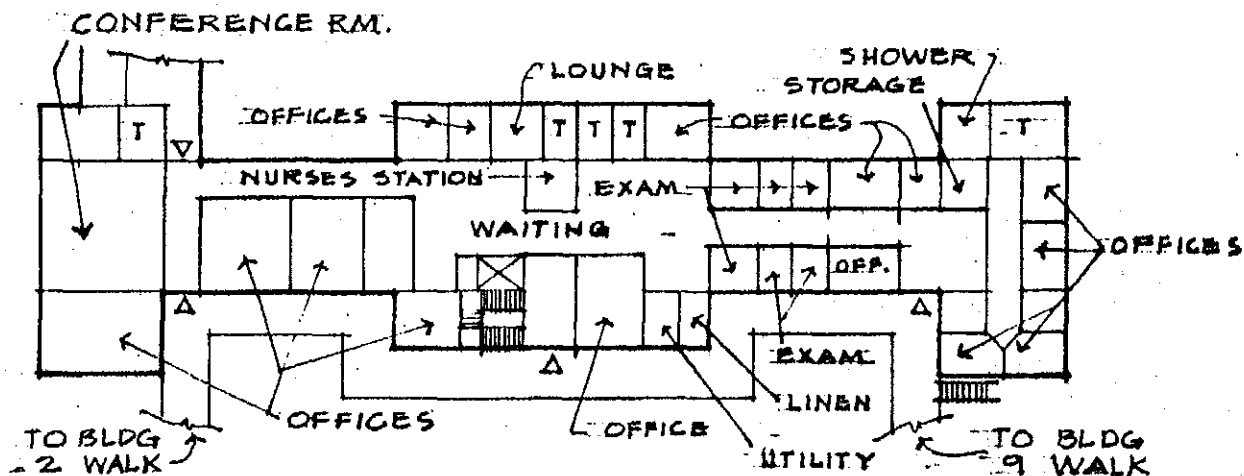 CONFERENCE RM.
LOUNGE
SHOWER
STORAGE
T
OFFICES
T
T
T
OFFICES
T
NURSES STATION
EXAM
WAITING
OFF.
OFFICES
OFFICES
OFFICE
EXAM
LINEN
UTILITY
TO BLDG
2 WALK
TO BLDG
9 WALK